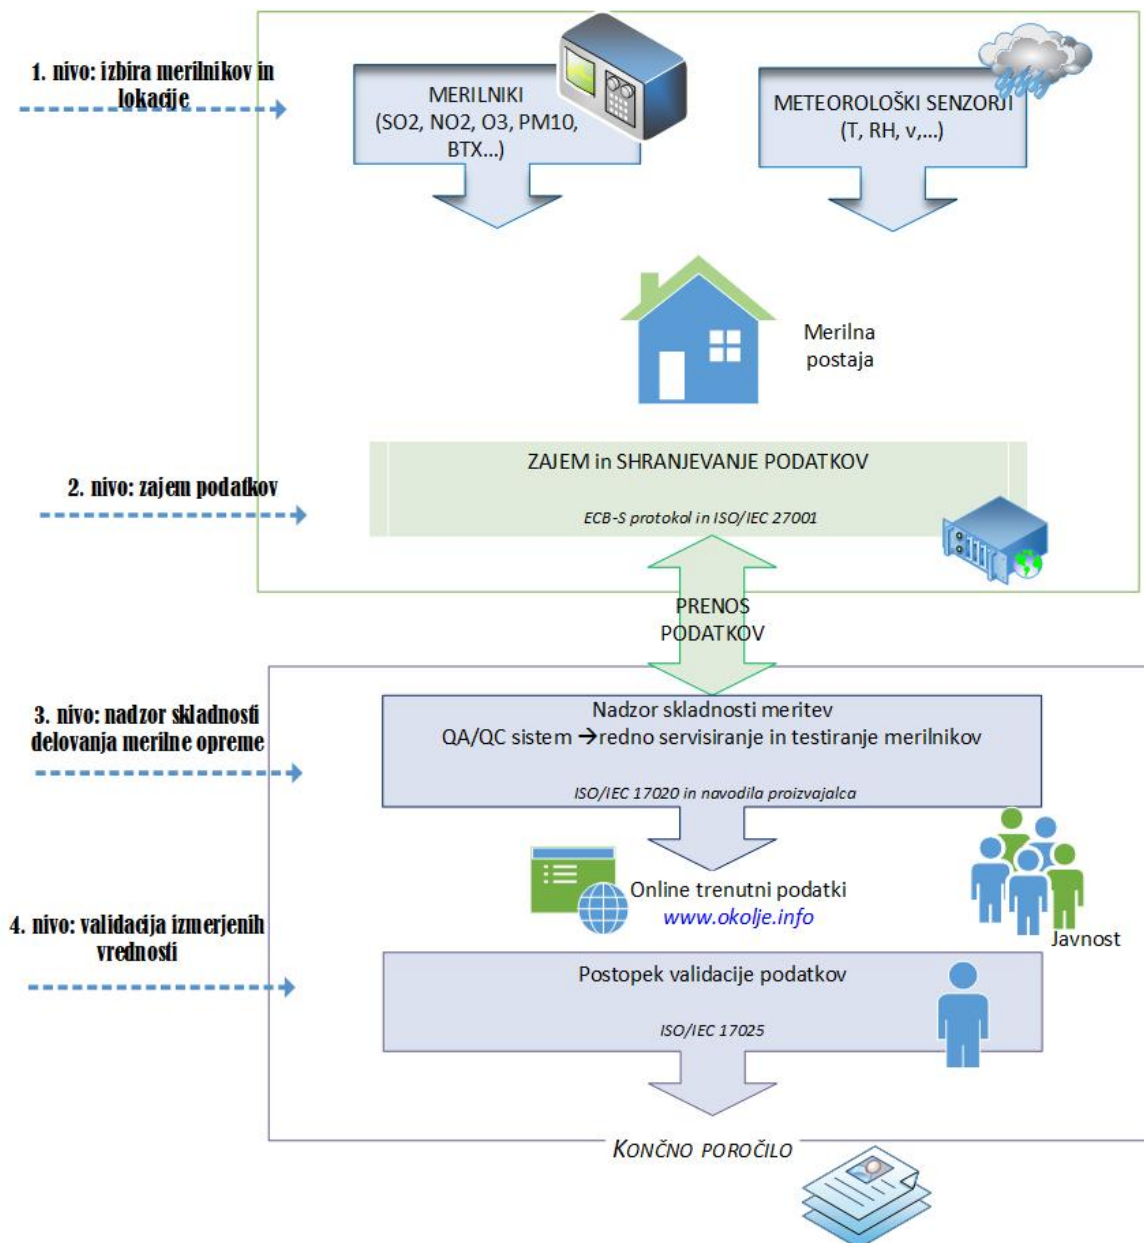 1. nivo: izbira merilnikov in
lokacije
MERILNIKI
(SO2, NO2, O3, PM10,
BTX...)
METEOROLOŠKI SENZORJI
(T, RH, v,...)
Merilna
postaja
2. nivo: zajem podatkov
ZAJEM in SHRANJEVANJE PODATKOV
ECB-S protokol in ISO/IEC 27001
PRENOS
PODATKOV
3. nivo: nadzor skladnosti
delovanja merilne opreme
Nadzor skladnosti meritev
QA/QC sistem →redno servisiranje in testiranje merilnikov
ISO/IEC 17020 in navodila proizvajalca
Online trenutni podatki
www.okolje.info
Javnost
4. nivo: validacija izmerjenih
vrednosti
Postopek validacije podatkov
ISO/IEC 17025
KONČNO POROČILO